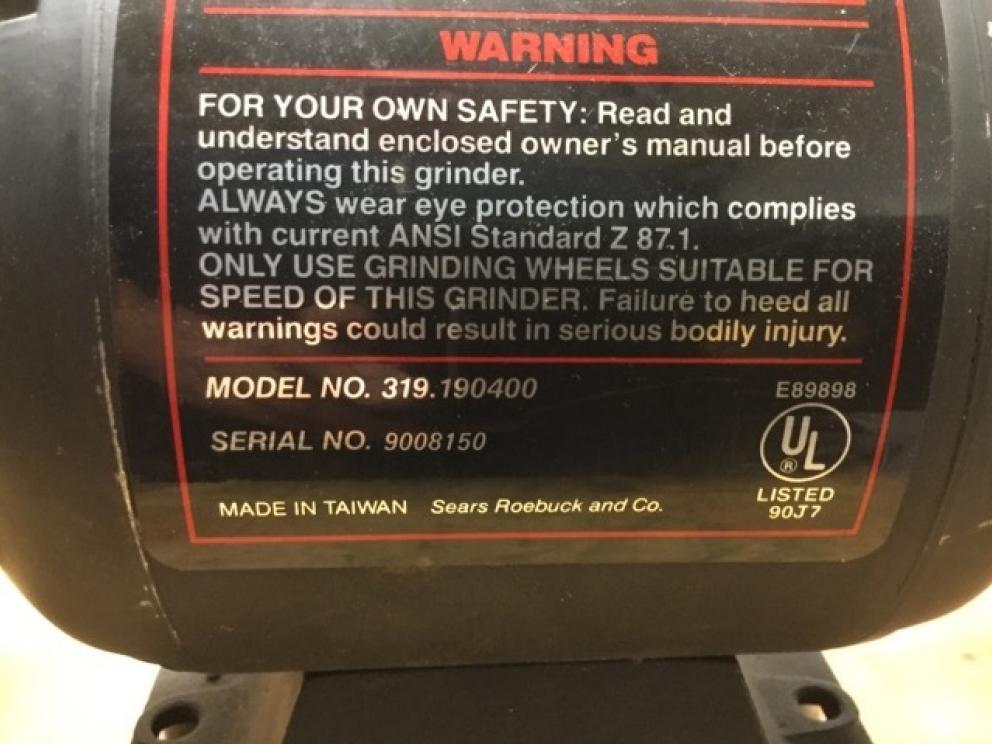 WARNING
FOR YOUR OWN SAFETY: Read and
understand enclosed owner's manual before
operating this grinder.
ALWAYS wear eye protection which complies
with current ANSI Standard Z 87.1.
ONLY USE GRINDING WHEELS SUITABLE FOR
SPEED OF THIS GRINDER. Failure to heed all
warnings could result in serious bodily injury.
MODEL NO. 319.190400
E89898
SERIAL NO. 9008150
UL
®
LISTED
90J7
MADE IN TAIWAN Sears Roebuck and Co.